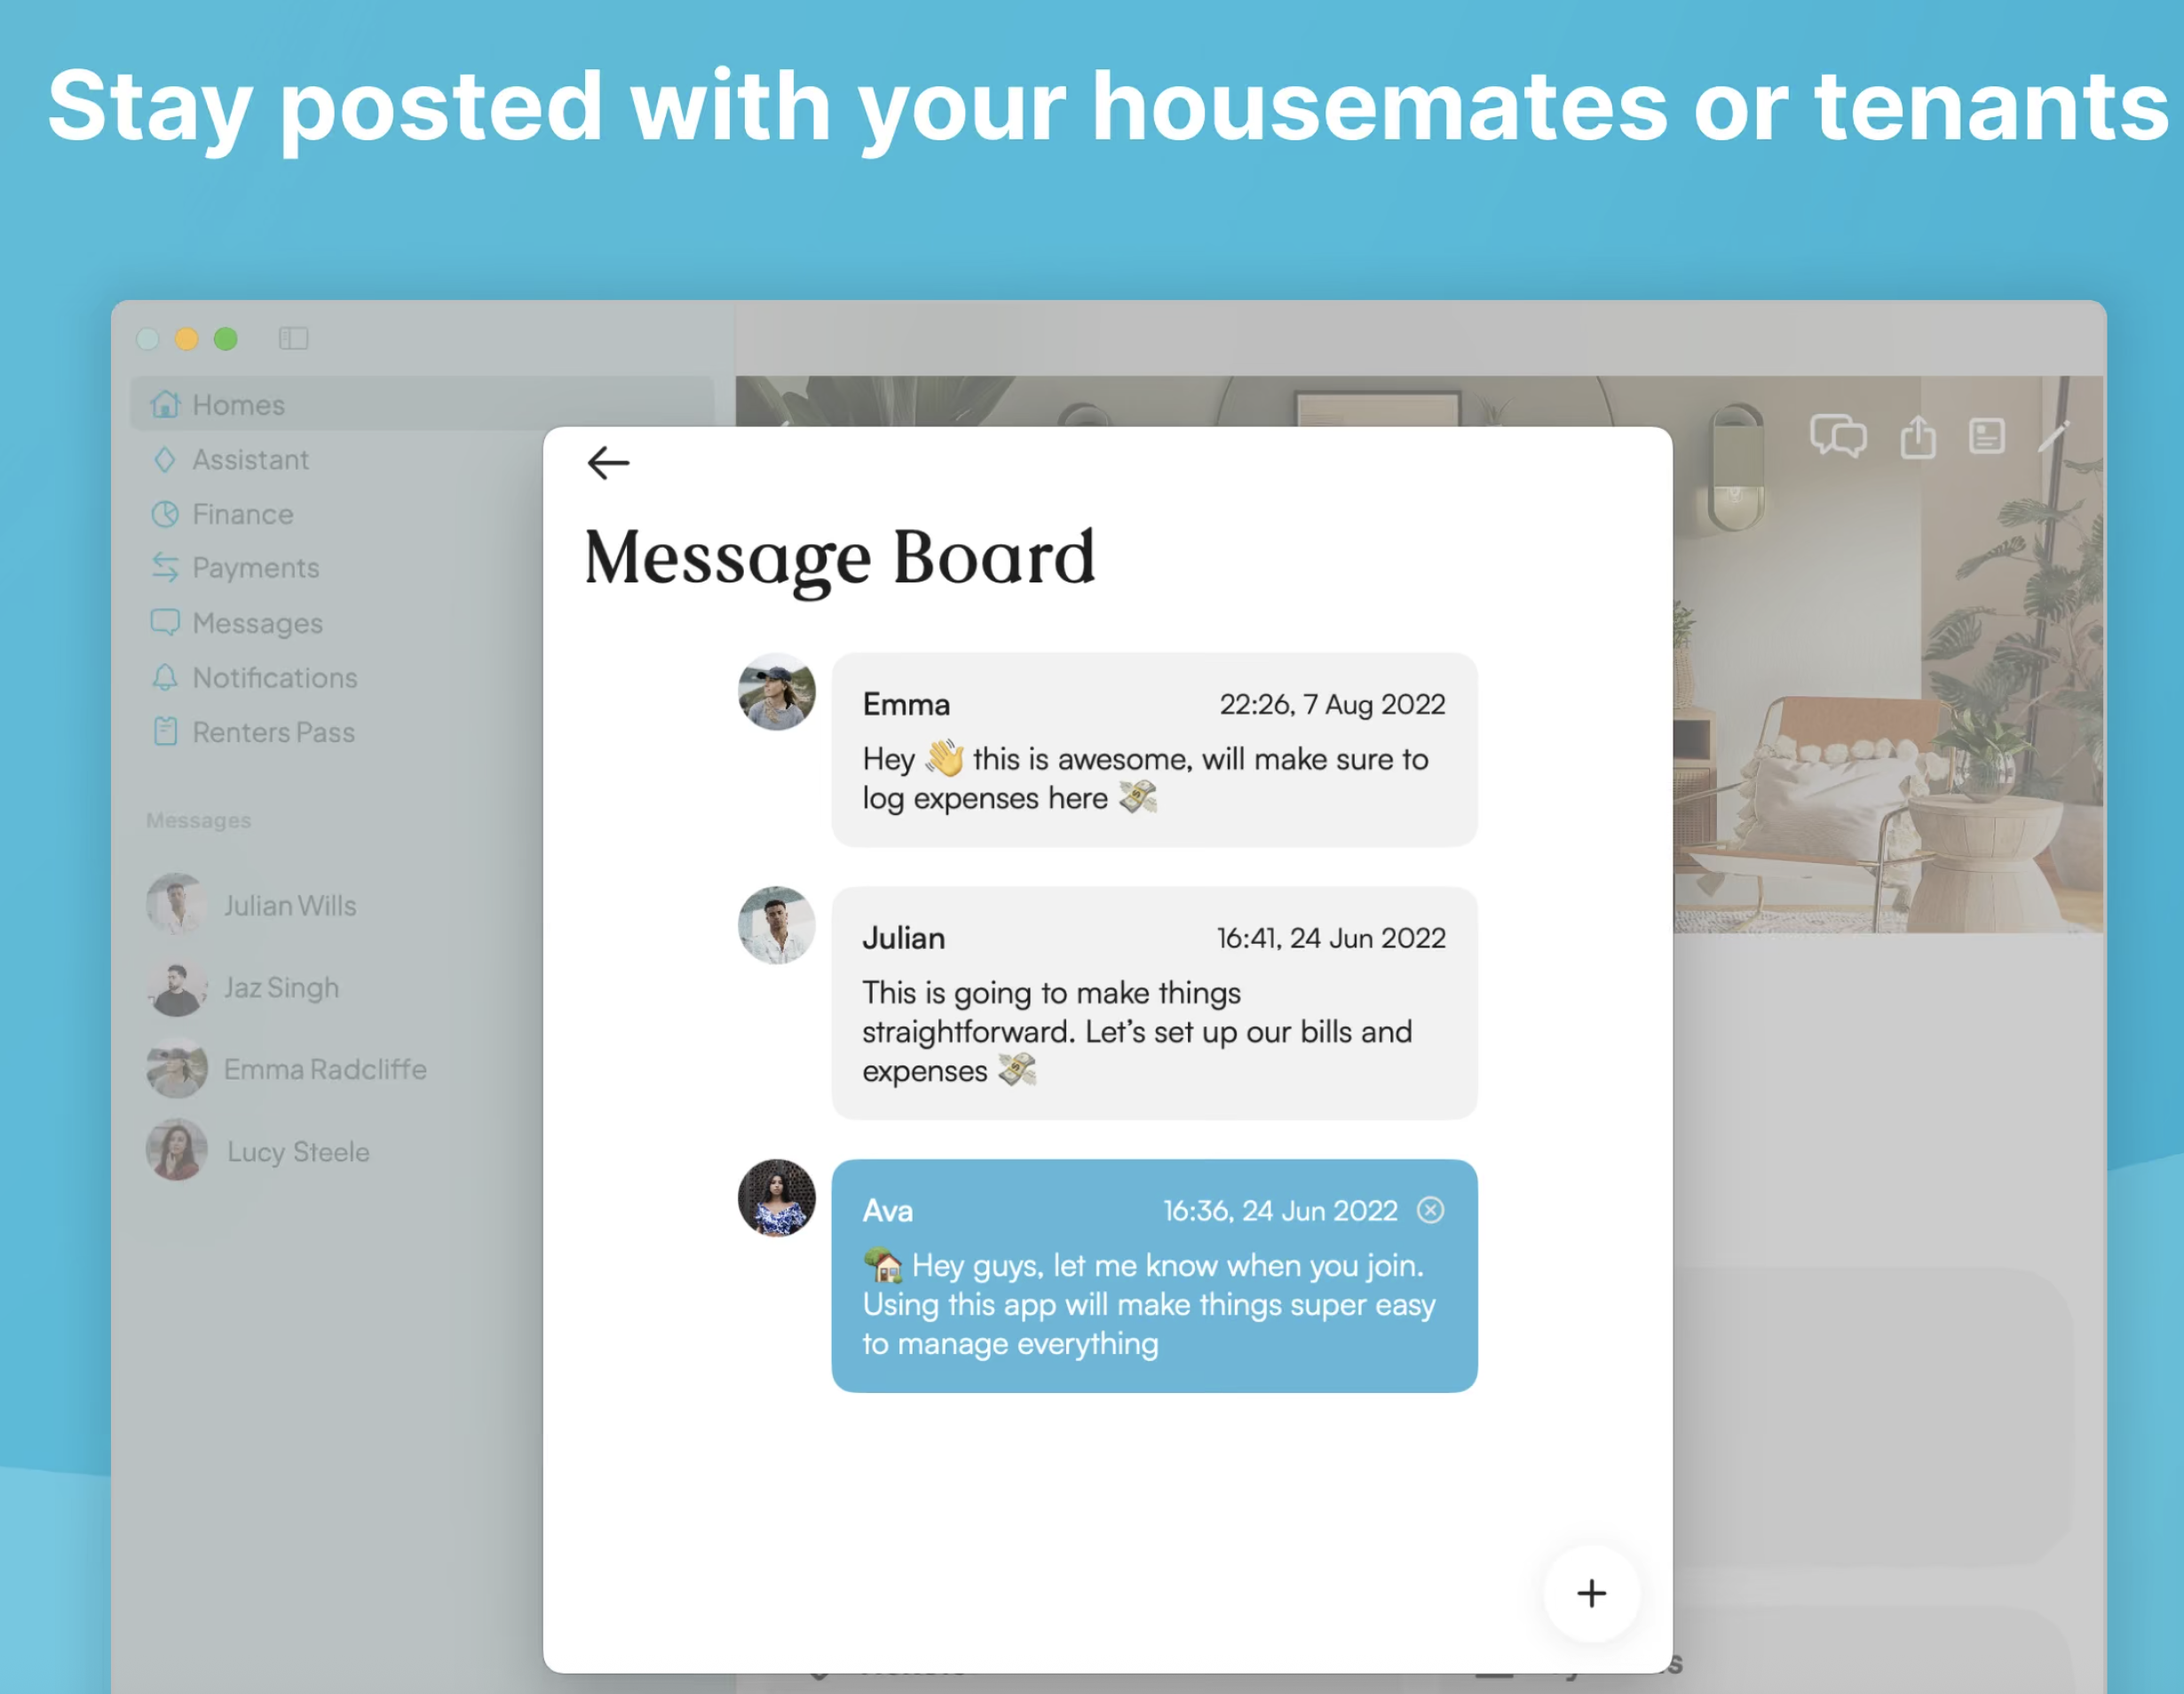 Stay posted with your housemates or tenants
Homes
Assistant
Finance
Payments
Messages
Notifications
Renters Pass
Messages
Julian Wills
Jaz Singh
Emma Radcliffe
Lucy Steele
Message Board
Emma 22:26, 7 Aug 2022
Hey 👋 this is awesome, will make sure to
log expenses here 💸
Julian 16:41, 24 Jun 2022
This is going to make things
straightforward. Let’s set up our bills and
expenses 💸
Ava 16:36, 24 Jun 2022
🏡 Hey guys, let me know when you join.
Using this app will make things super easy
to manage everything